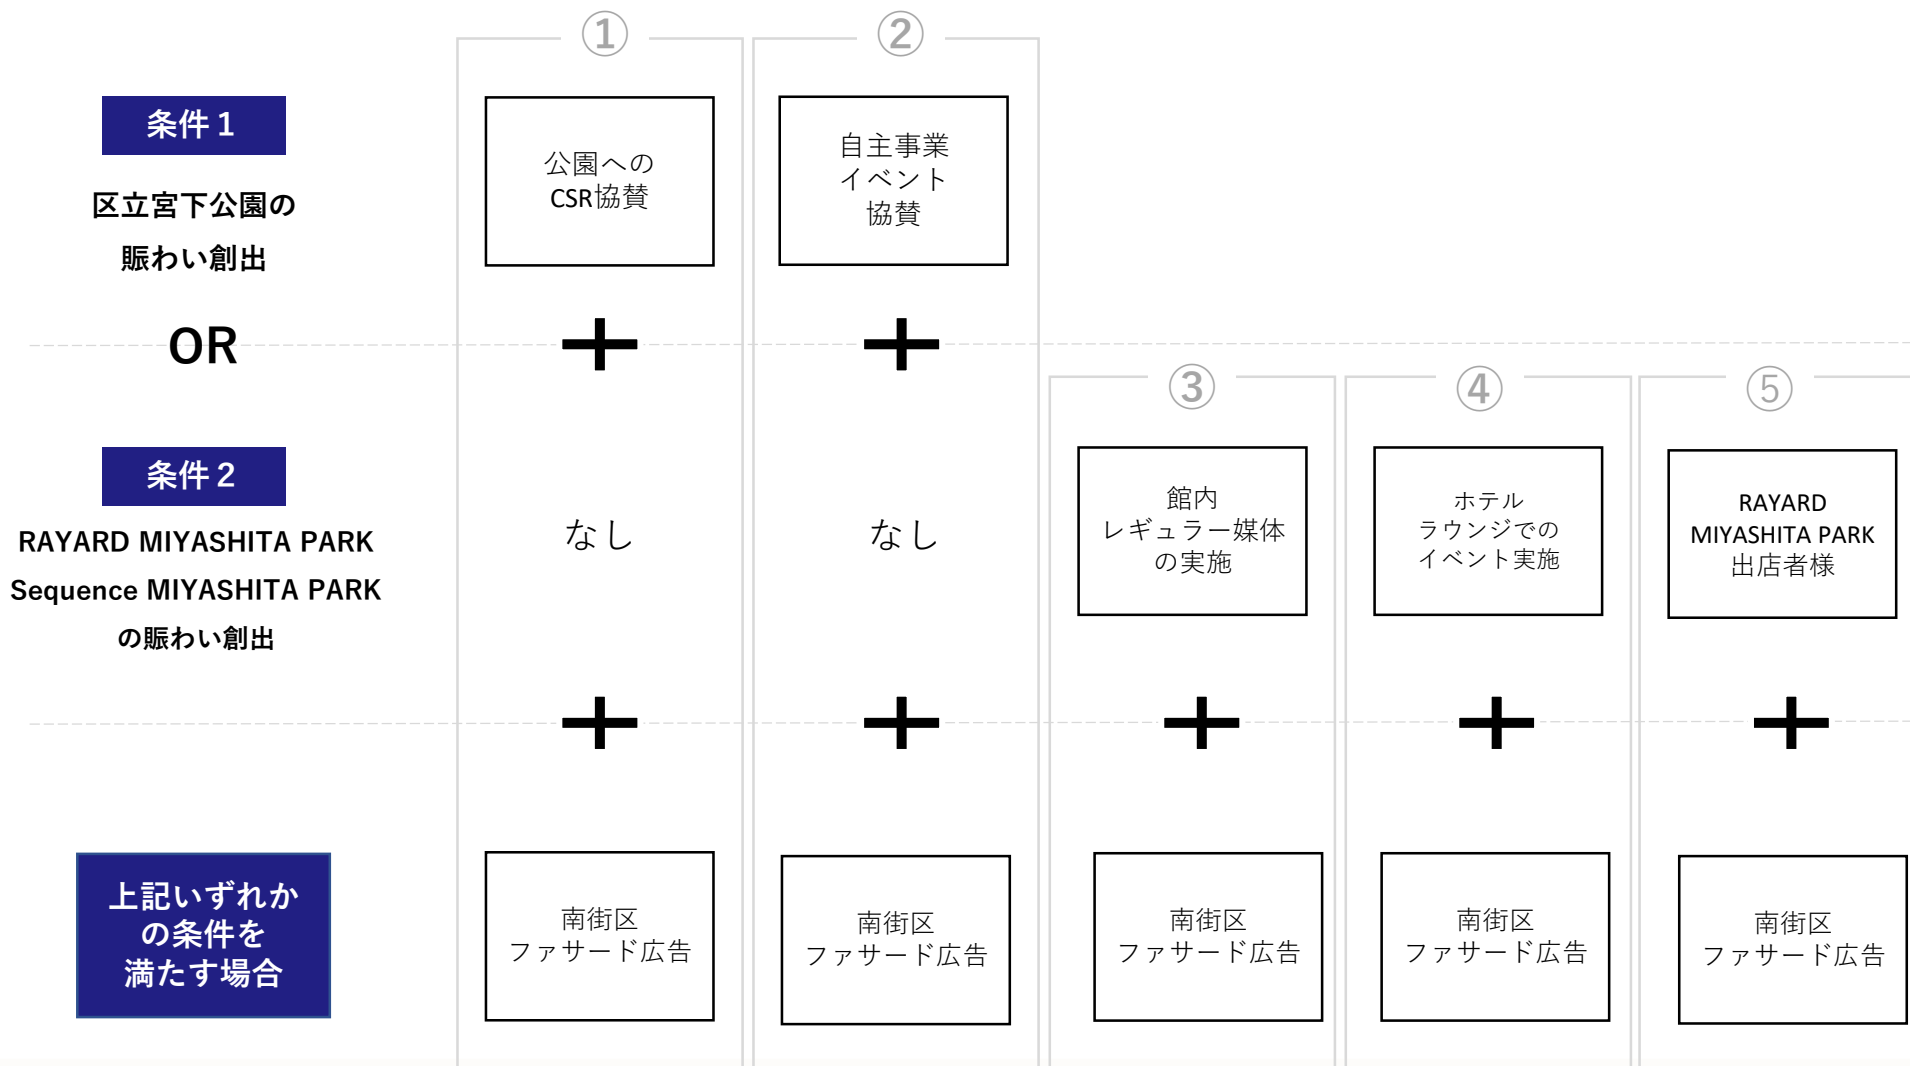 ①
②
条件1
区立宮下公園の
賑わい創出
公園への
CSR協賛
自主事業
イベント
協賛
OR
＋
＋
③
④
⑤
条件2
RAYARD MIYASHITA PARK
Sequence MIYASHITA PARK
の賑わい創出
なし
なし
館内
レギュラー媒体
の実施
ホテル
ラウンジでの
イベント実施
RAYARD
MIYASHITA PARK
出店者様
＋
＋
＋
＋
＋
上記いずれか
の条件を
満たす場合
南街区
ファサード広告
南街区
ファサード広告
南街区
ファサード広告
南街区
ファサード広告
南街区
ファサード広告